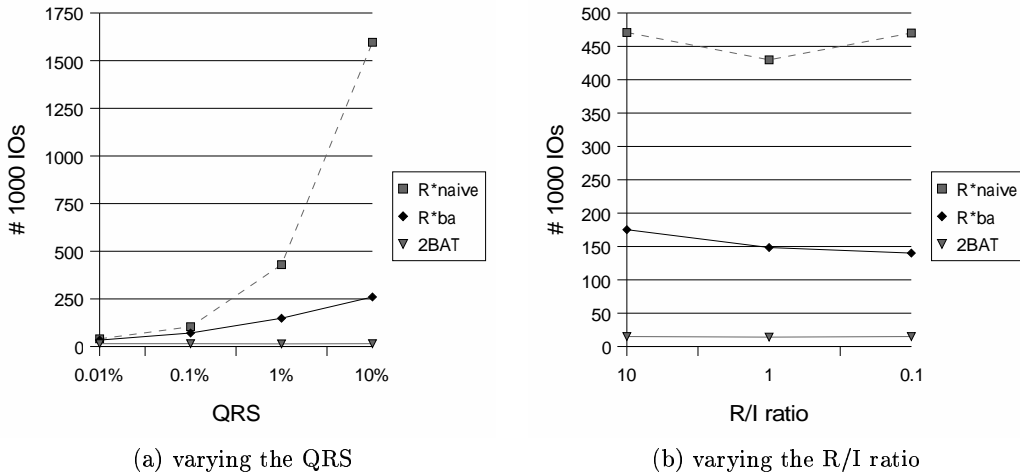 # 1000 IOs
1750
1500
1250
1000
750
500
250
0
0.01%
0.1%
1%
10%
QRS
R*naive
R*ba
2BAT
(a) varying the QRS
# 1000 IOs
500
450
400
350
300
250
200
150
100
50
0
10
1
0.1
R/I ratio
R*naive
R*ba
2BAT
(b) varying the R/I ratio